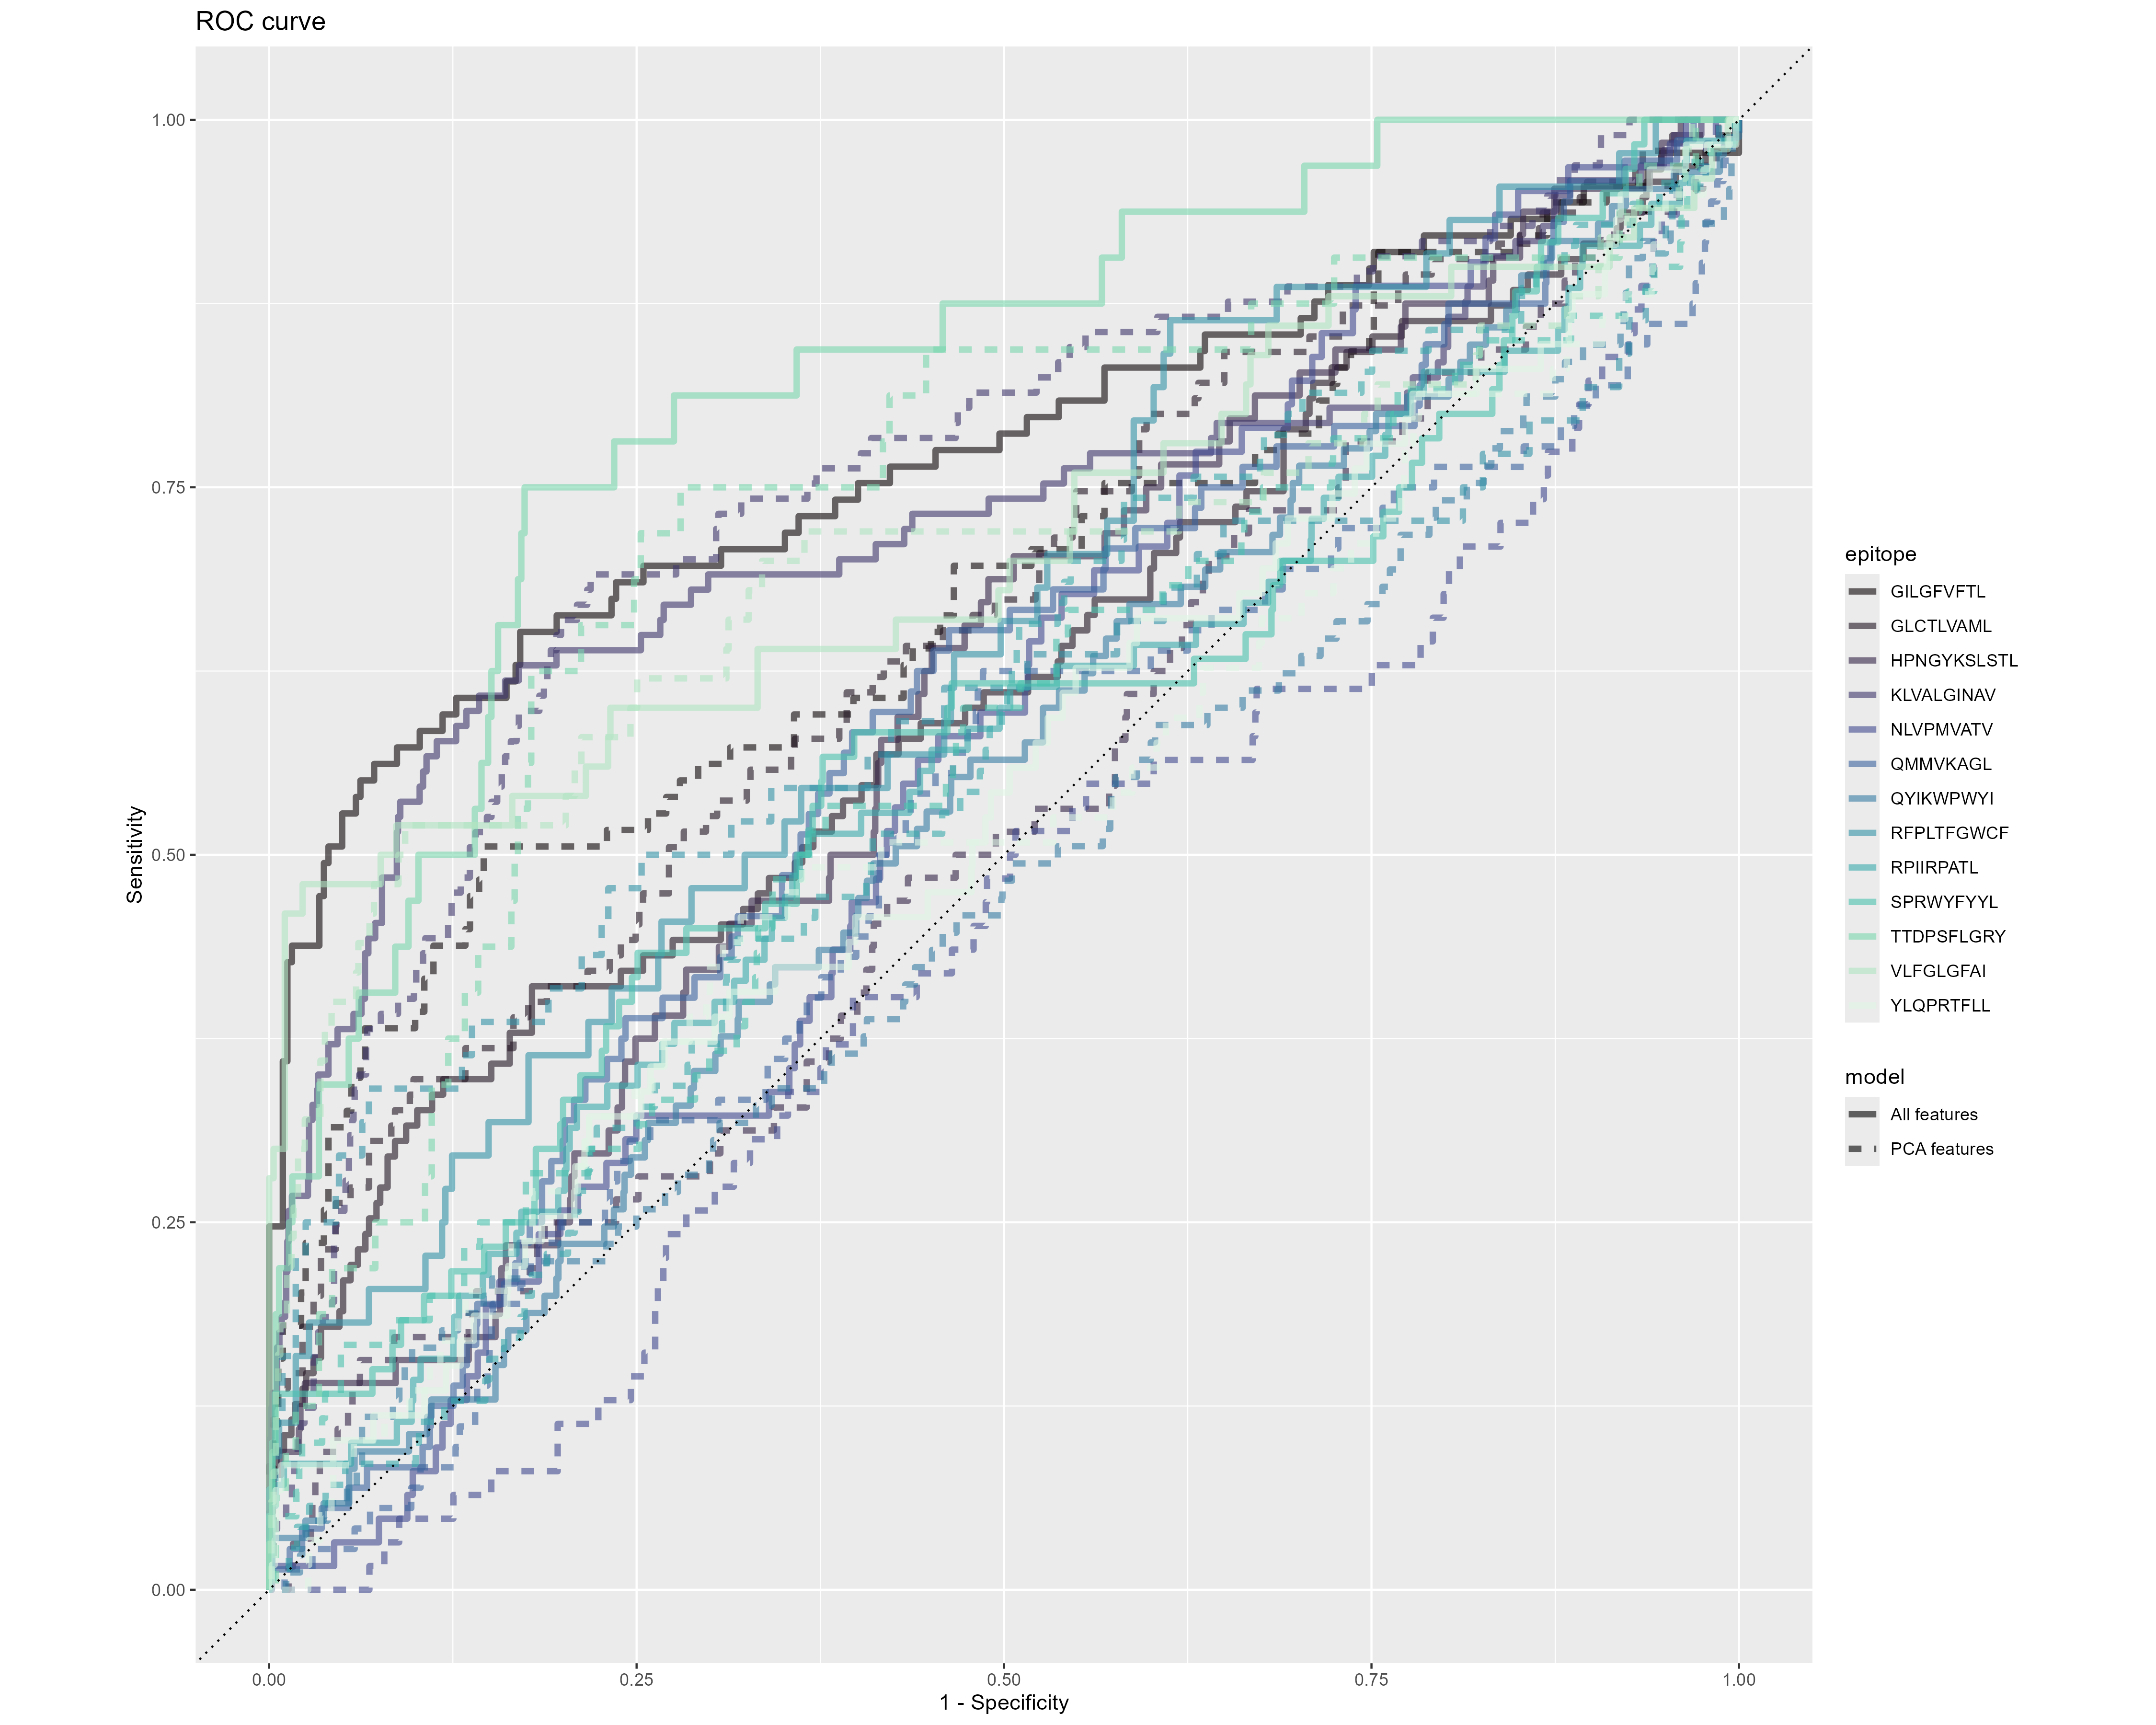 ROC curve
1.00
0.75
0.50
0.25
0.00
Sensitivity
0.00
0.25
0.50
0.75
1.00
1 - Specificity
epitope
GILGFVFTL
GLCTLVAML
HPNGYKSLSTL
KLVALGINAV
NLVPMVATV
QMMVKAGL
QYIKWPWYI
RFPLTFGWCF
RPIIRPATL
SPRWYFYYL
TTDPSFLGRY
VLFGLGFAI
YLQPRTFLL
model
All features
PCA features